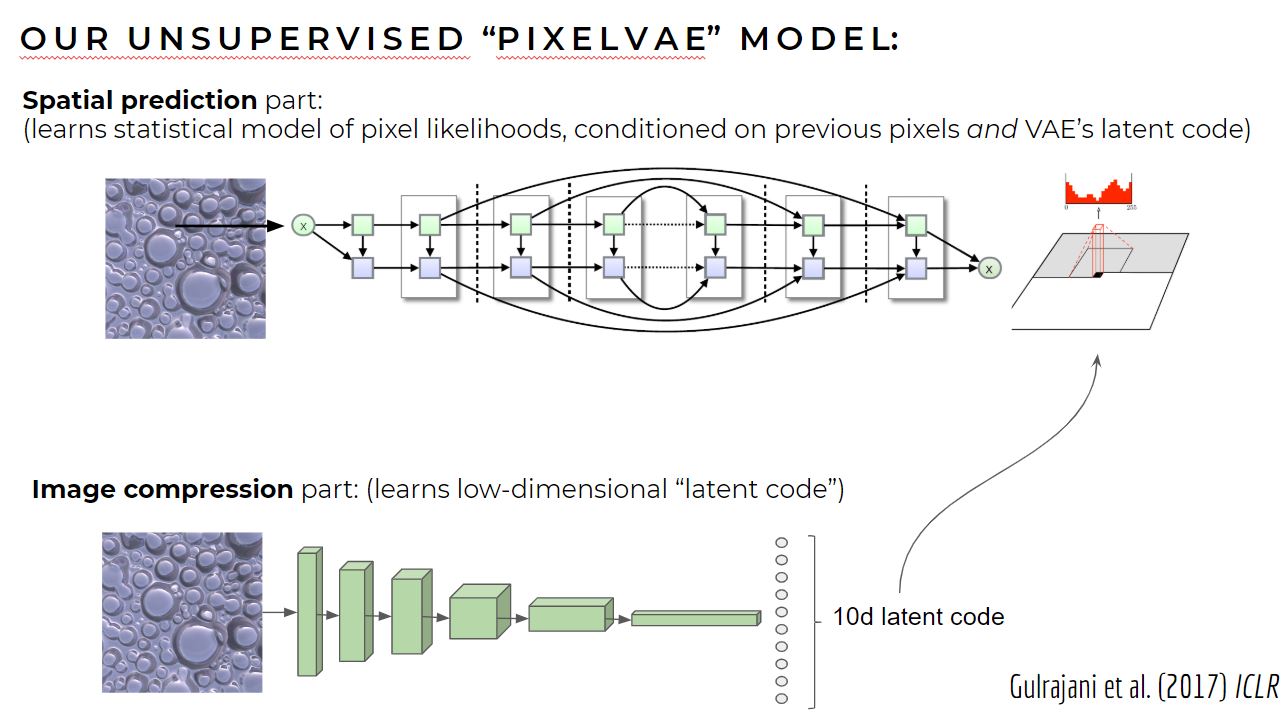 OUR UNSUPERVISED “PIXELVAE” MODEL:
Spatial prediction part:
(learns statistical model of pixel likelihoods, conditioned on previous pixels and VAE’s latent code)
x
x
0 255
Image compression part: (learns low-dimensional “latent code”)
10d latent code
Gulrajani et al. (2017) ICLR